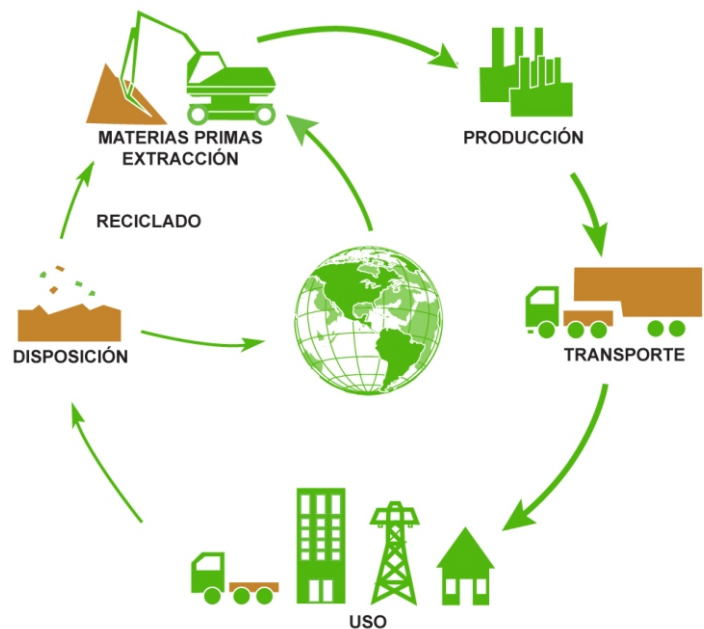 MATERIAS PRIMAS
EXTRACCIÓN
PRODUCCIÓN
RECICLADO
DISPOSICIÓN
TRANSPORTE
USO